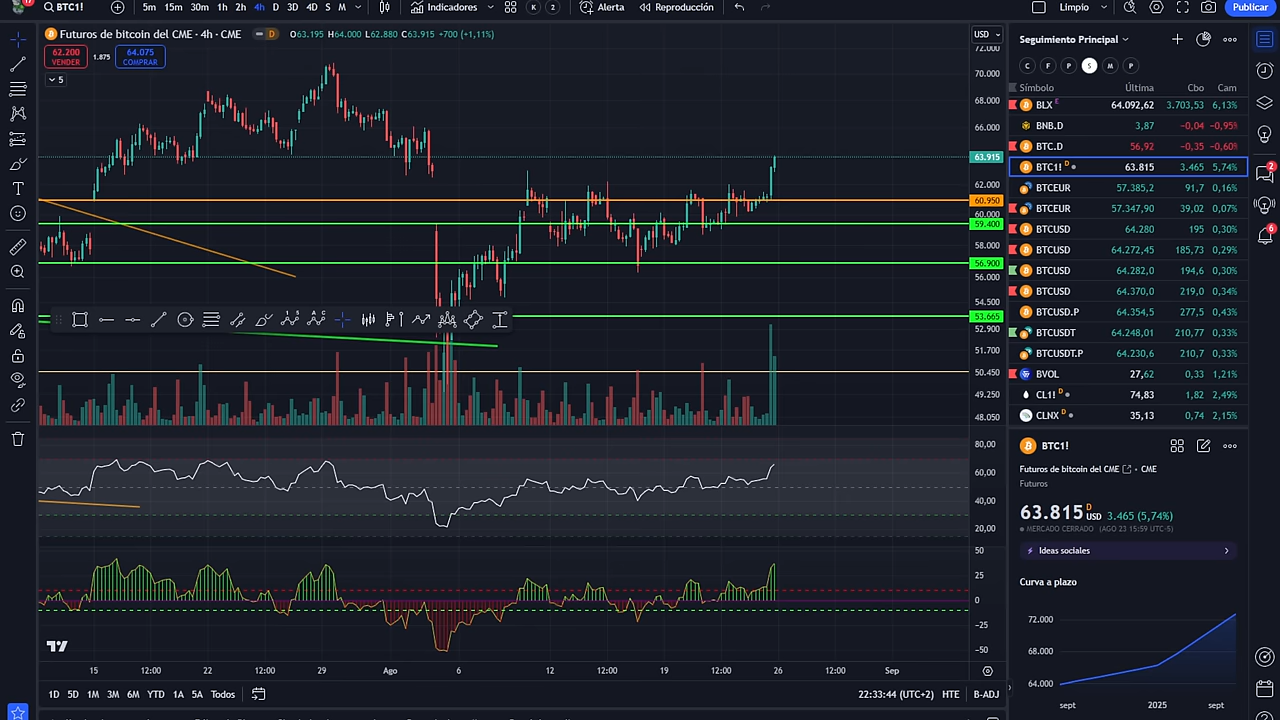 17
BTC1!
5m 15m 30m 1h 2h 4h D 3D 4D S M
Indicadores
K 2
Alerta
Reproducción
Limpio
Publicar
Futuros de bitcoin del CME · 4h · CME
D
O63.195 H64.000 L62.880 C63.915 +700 (+1,11%)
62.200
VENDER
1.875
64.075
COMPRAR
5
USD
72.000
70.000
68.000
66.000
63.915
62.000
60.950
60.000
59.400
58.000
56.900
56.000
54.500
53.665
52.900
51.700
50.450
49.250
48.050
80,00
60,00
40,00
20,00
50
25
0
−25
−50
15 12:00 22 12:00 29 Ago 6 12 12:00 19 12:00 26 12:00 Sep
1D 5D 1M 3M 6M YTD 1A 5A Todos
22:33:44 (UTC+2) HTE B-ADJ
Seguimiento Principal
C F P S M P
Símbolo Última Cbo Cam
BLX E 64.092,62 3.703,53 6,13%
BNB.D 3,87 −0,04 −0,95%
BTC.D 56,92 −0,35 −0,60%
BTC1! D 63.815 3.465 5,74%
BTCEUR 57.385,2 91,7 0,16%
BTCEUR 57.347,90 39,02 0,07%
BTCUSD 64.280 195 0,30%
BTCUSD 64.272,45 185,73 0,29%
BTCUSD 64.282,0 194,6 0,30%
BTCUSD 64.370,0 219,0 0,34%
BTCUSD.P 64.354,5 277,5 0,43%
BTCUSDT 64.248,01 210,77 0,33%
BTCUSDT.P 64.230,6 210,7 0,33%
BVOL 27,62 0,33 1,21%
CL1! D 74,83 1,82 2,49%
CLNX D 35,13 0,74 2,15%
BTC1!
Futuros de bitcoin del CME · CME
Futuros
63.815 D USD 3.465 (5,74%)
MERCADO CERRADO (AGO 23 15:59 UTC-5)
Ideas sociales
Curva a plazo
72.000
68.000
64.000
sept 2025 sept
2
6